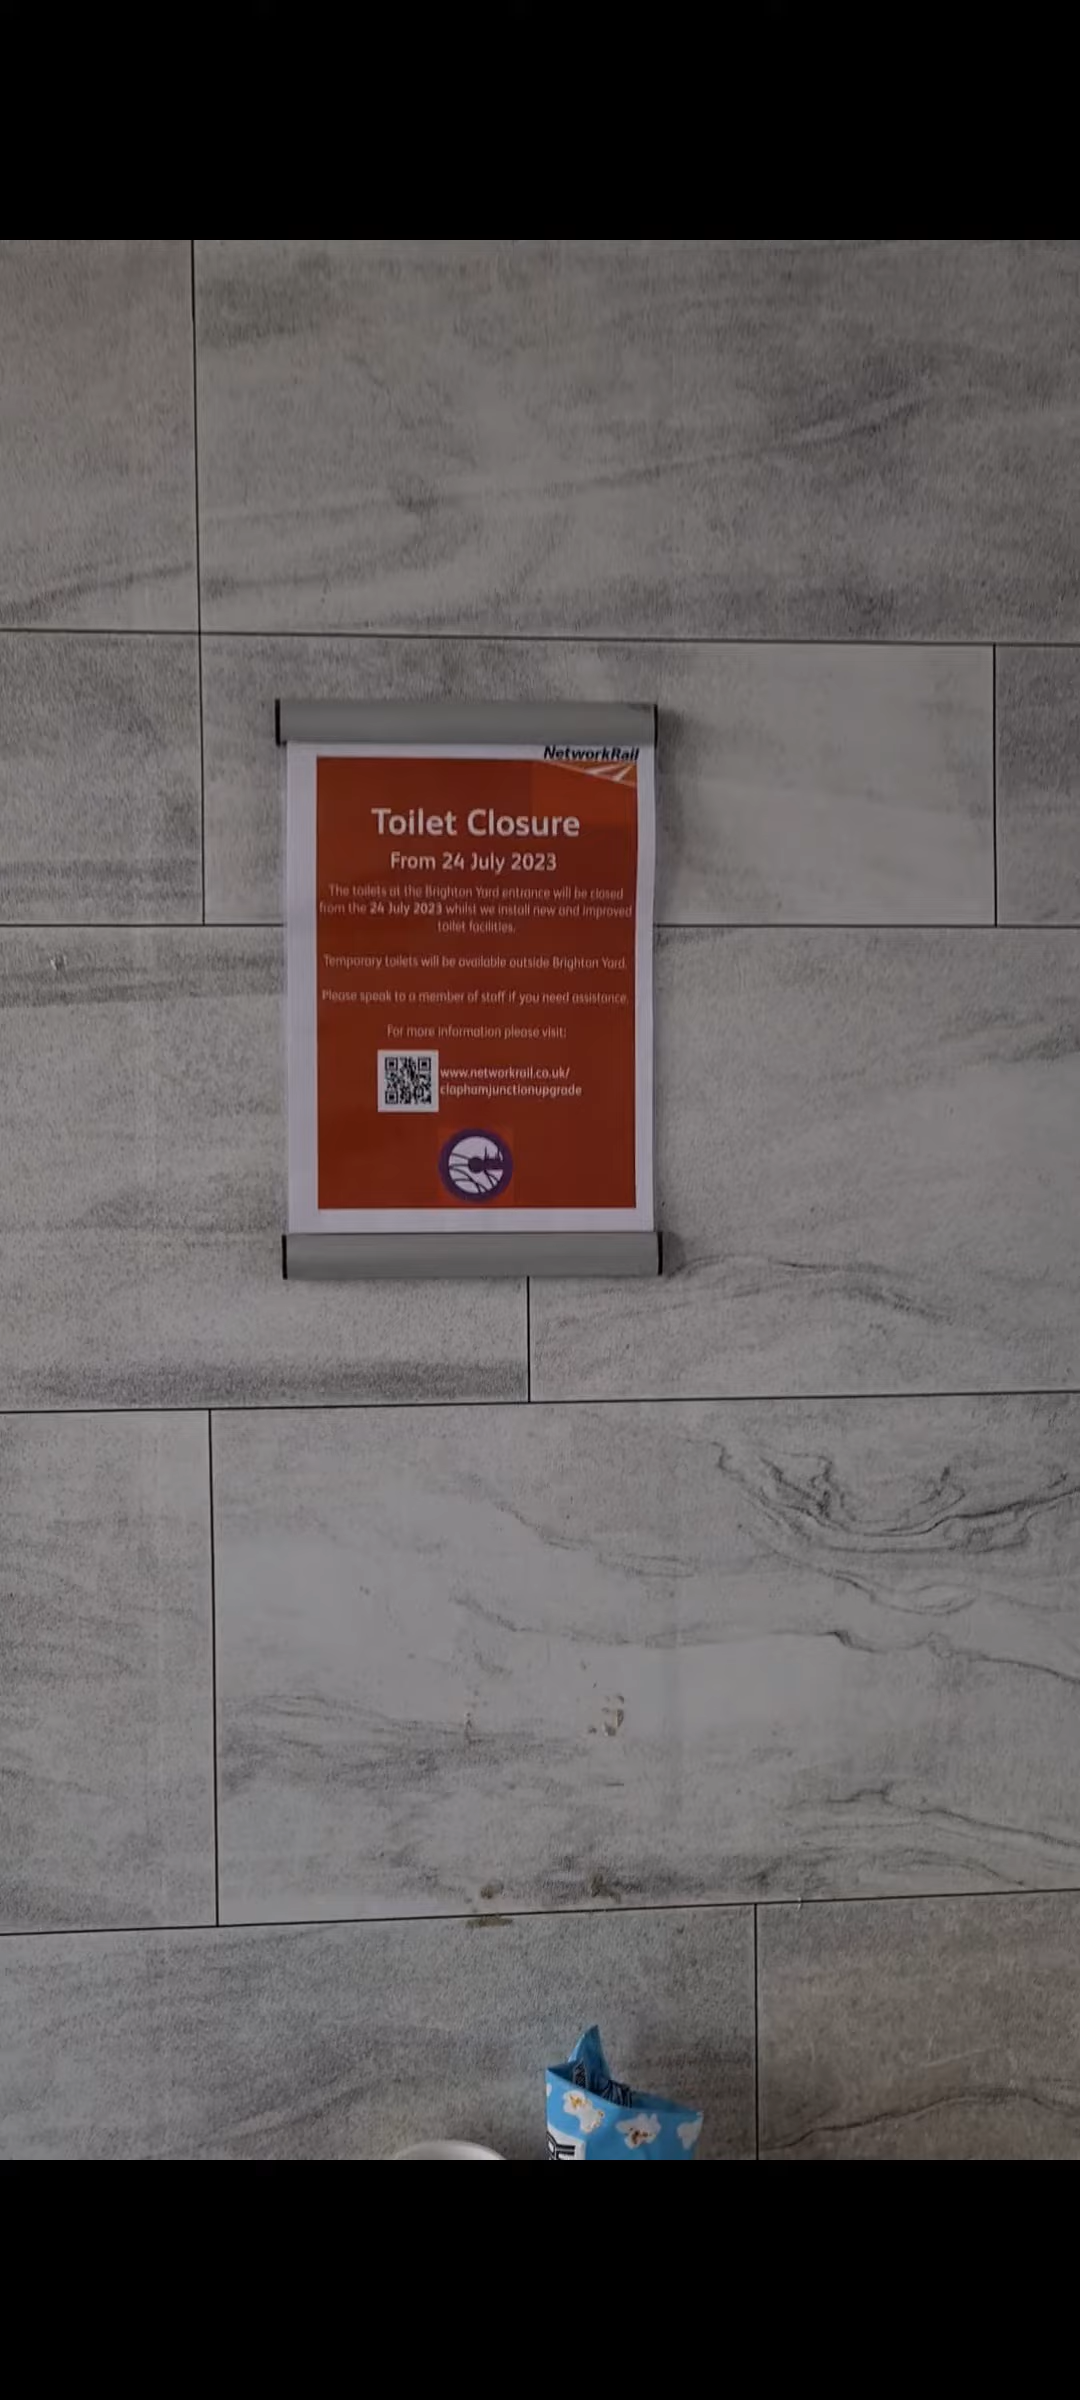 NetworkRail
Toilet Closure
From 24 July 2023
The toilets at the Brighton Yard entrance will be closed
from the 24 July 2023 whilst we install new and improved
toilet facilities.
Temporary toilets will be available outside Brighton Yard.
Please speak to a member of staff if you need assistance.
For more information please visit:
www.networkrail.co.uk/
claphamjunctionupgrade